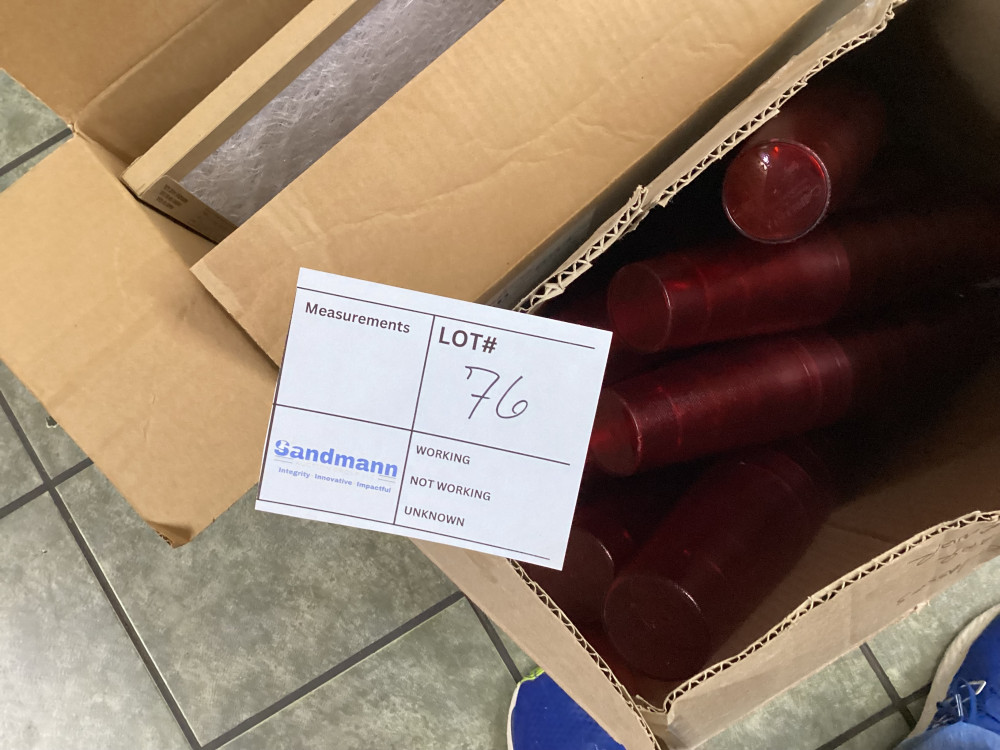 Measurements
LOT#
76
Sandmann
Integrity · Innovative · Impactful
WORKING
NOT WORKING
UNKNOWN